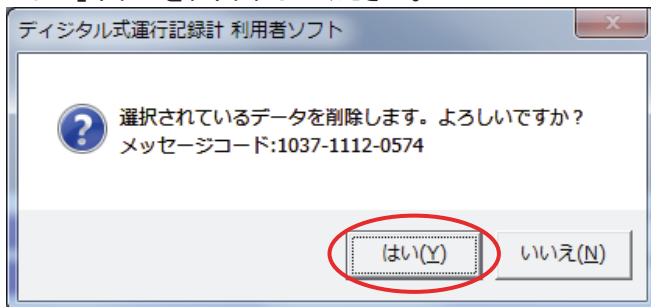 ディジタル式運行記録計 利用者ソフト
選択されているデータを削除します。よろしいですか？
メッセージコード:1037-1112-0574
はい(Y)
いいえ(N)